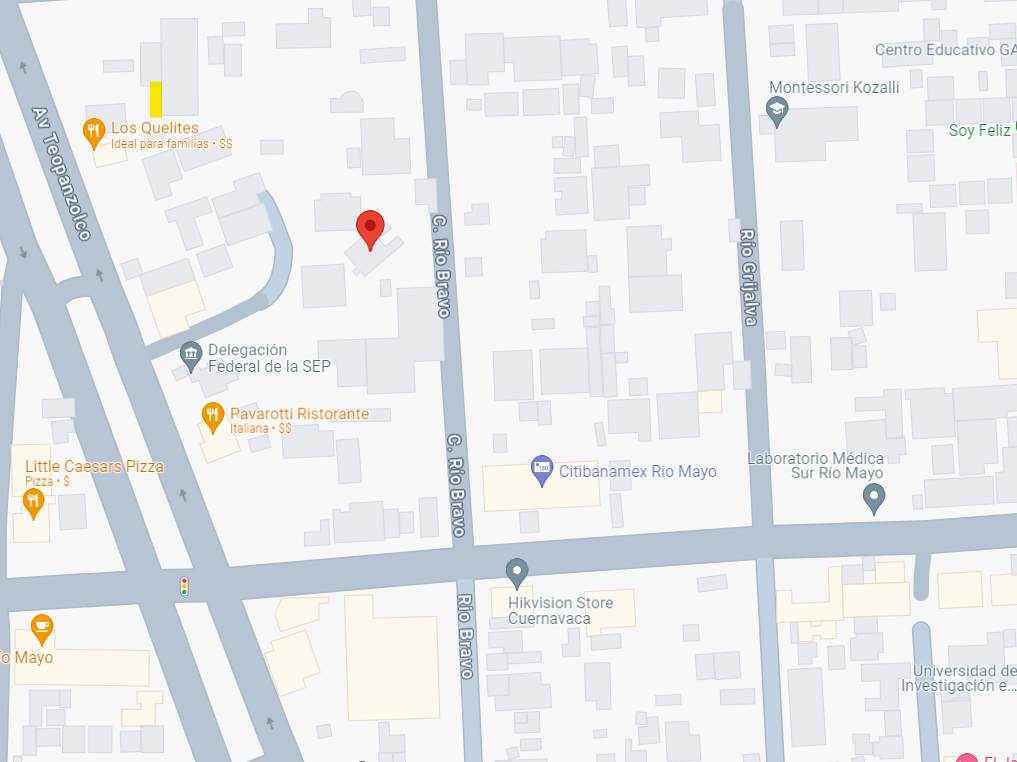 Centro Educativo GA
Montessori Kozalli
Los Quelites
Ideal para familias • $$
Soy Feliz
Av Teopanzolco
C. Río Bravo
Río Grijalva
Delegación
Federal de la SEP
Pavarotti Ristorante
Italiana • $$
C. Río Bravo
Little Caesars Pizza
Pizza • $
Citibanamex Rio Mayo
Laboratorio Médica
Sur Río Mayo
Hikvision Store
Cuernavaca
Río Bravo
o Mayo
Universidad de
Investigación e...